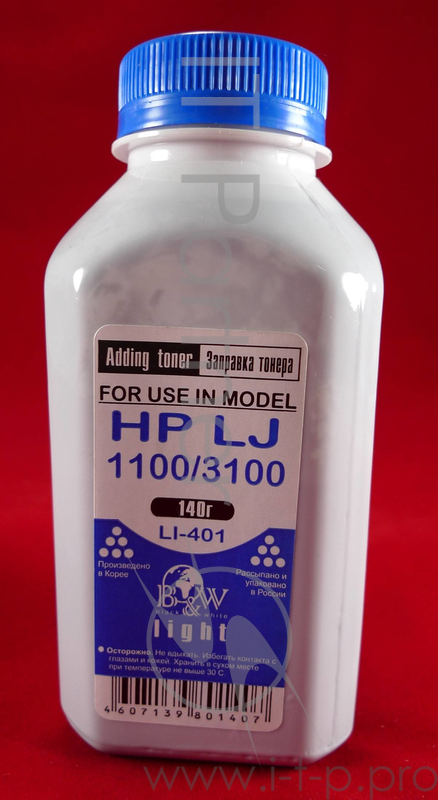 Adding toner Заправка тонера
FOR USE IN MODEL
HP LJ
1100/3100
140г
LI-401
Произведено
в Корее
Рассыпано и
упаковано
в России
B&W
black & white
light
Осторожно. Не вдыхать. Избегать контакта с
глазами и кожей. Хранить в сухом месте
при температуре не выше 30 С
4 607139 801407
www.i-t-p.pro